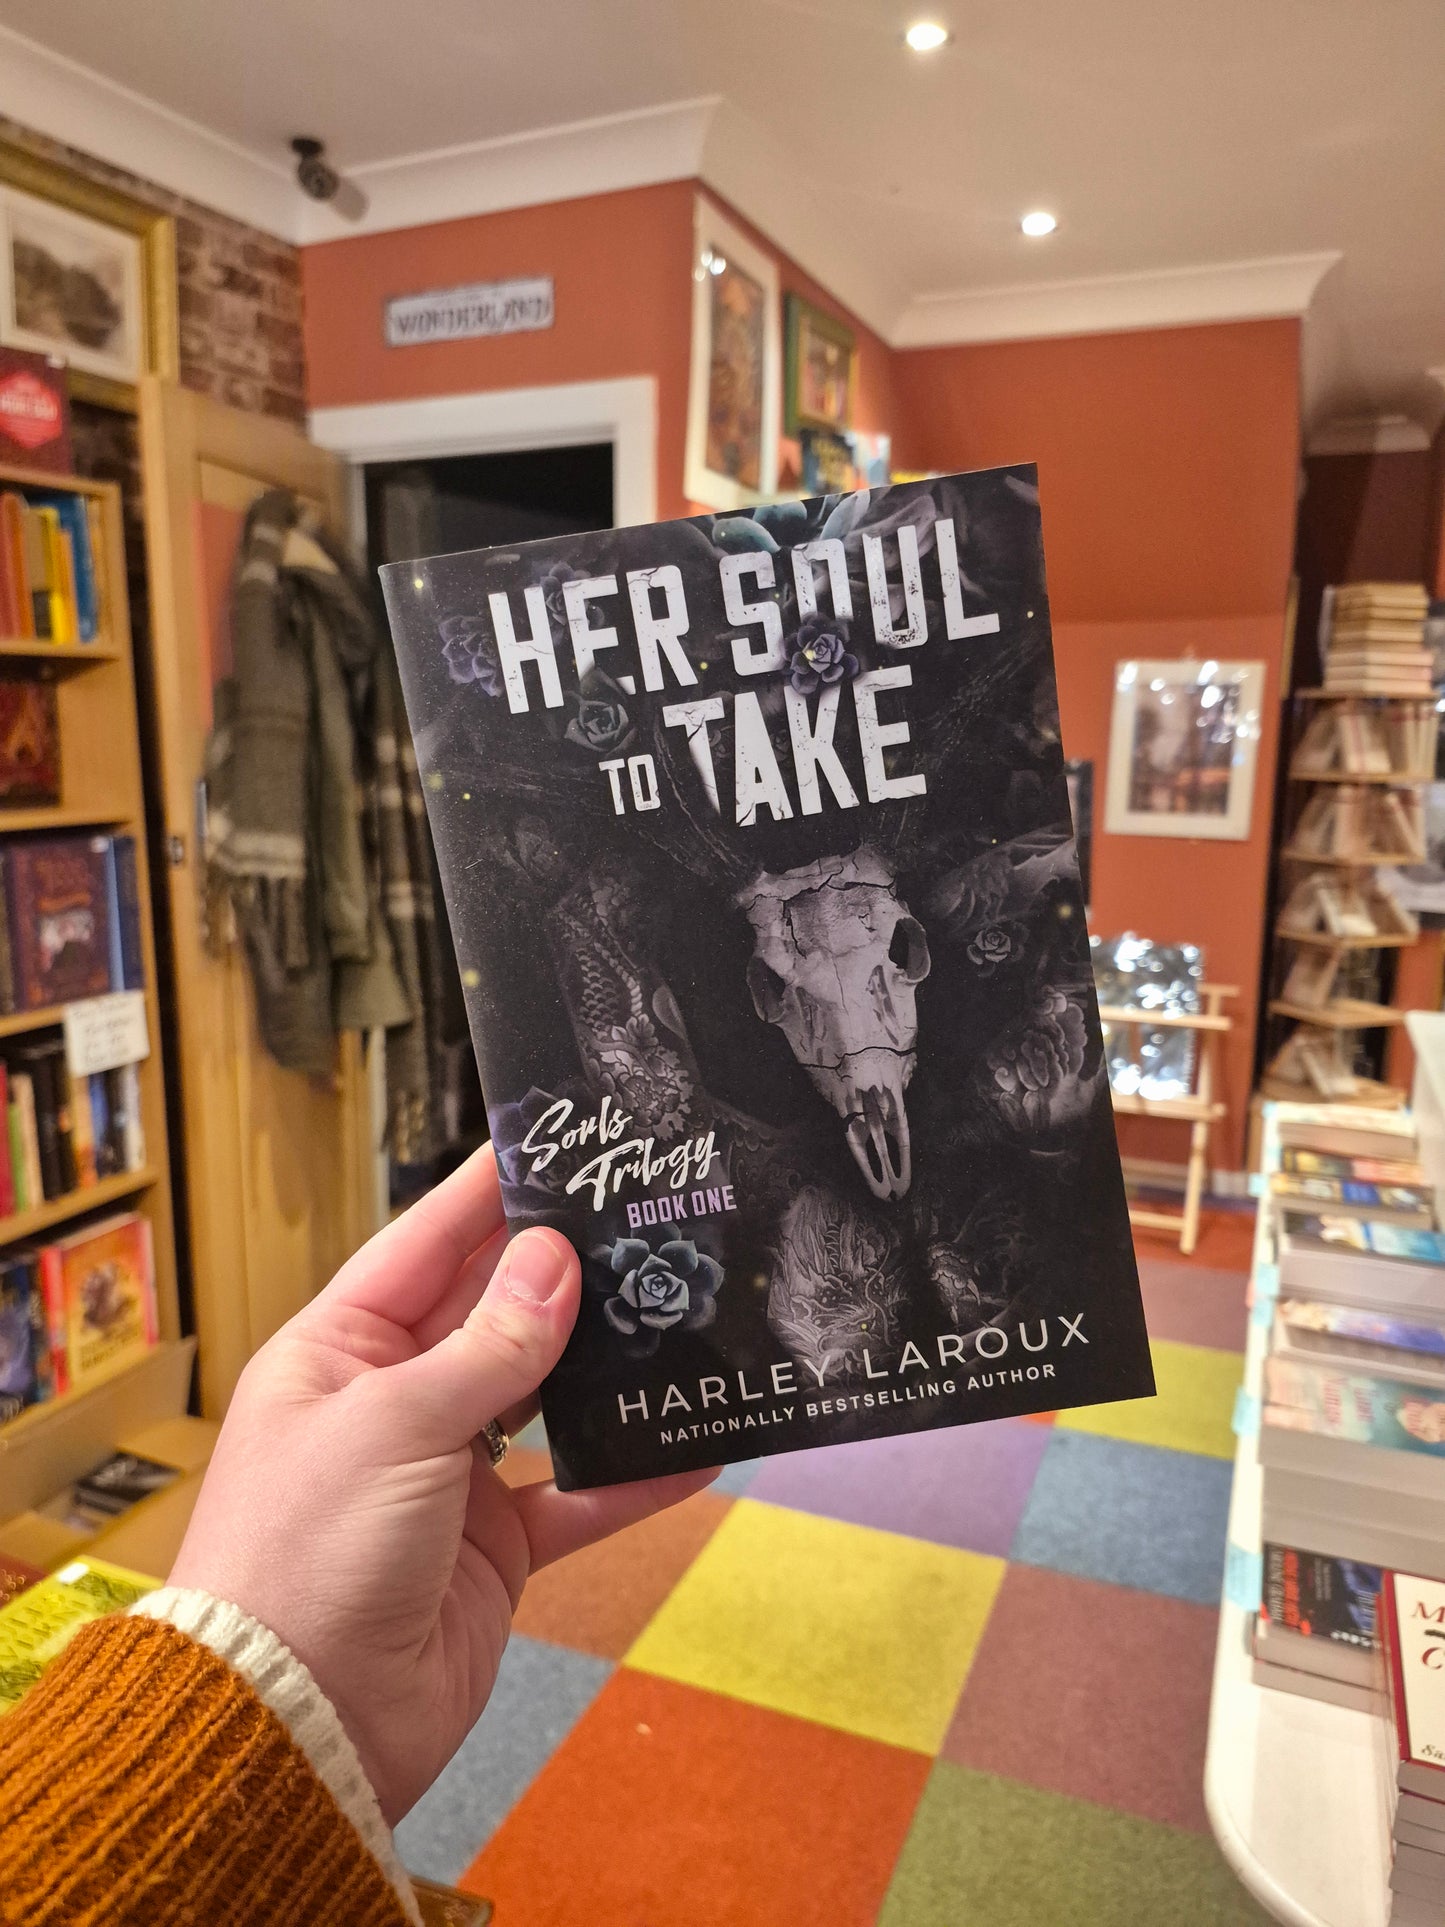 WONDERLAND
HER SOUL
TO TAKE
Souls
Trilogy
BOOK ONE
HARLEY LAROUX
NATIONALLY BESTSELLING AUTHOR